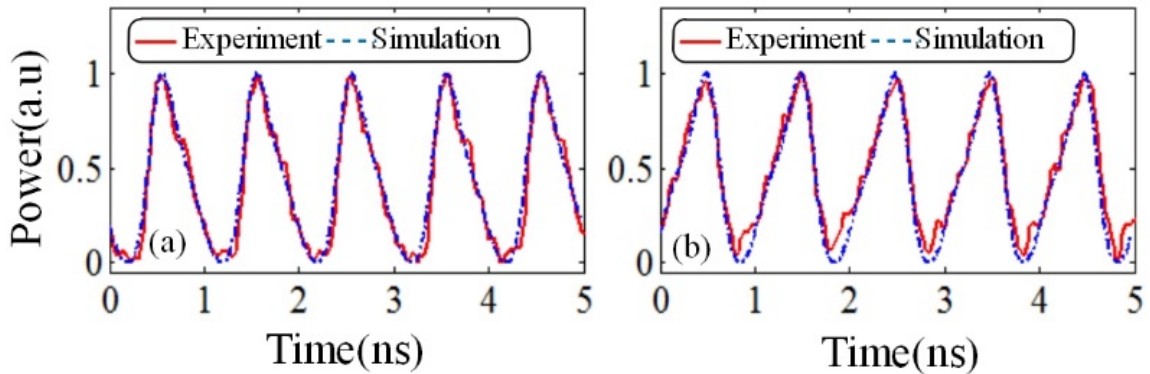 Experiment Simulation
Experiment Simulation
Power(a.u)
1
0.5
0
(a)
0 1 2 3 4 5
Time(ns)
1
0.5
0
(b)
0 1 2 3 4 5
Time(ns)